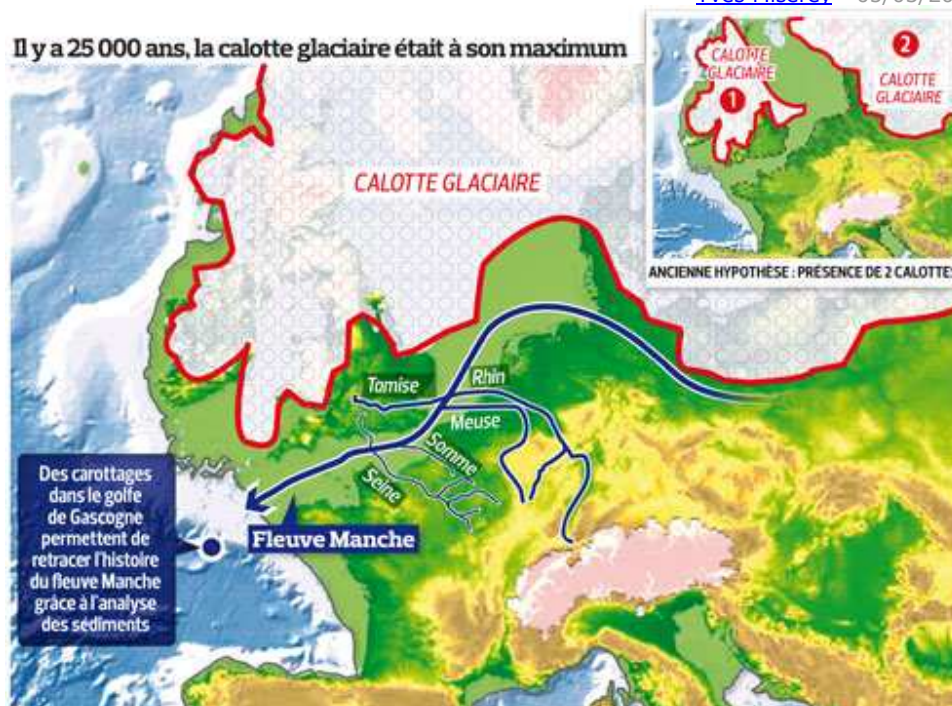 Il y a 25 000 ans, la calotte glaciaire était à son maximum
CALOTTE
GLACIAIRE
1
2
CALOTTE
GLACIAIRE
ANCIENNE HYPOTHÈSE : PRÉSENCE DE 2 CALOTTES
CALOTTE GLACIAIRE
Tamise
Rhin
Meuse
Somme
Seine
Fleuve Manche
Des carottages
dans le golfe
de Gascogne
permettent de
retracer l'histoire
du fleuve Manche
grâce à l'analyse
des sédiments